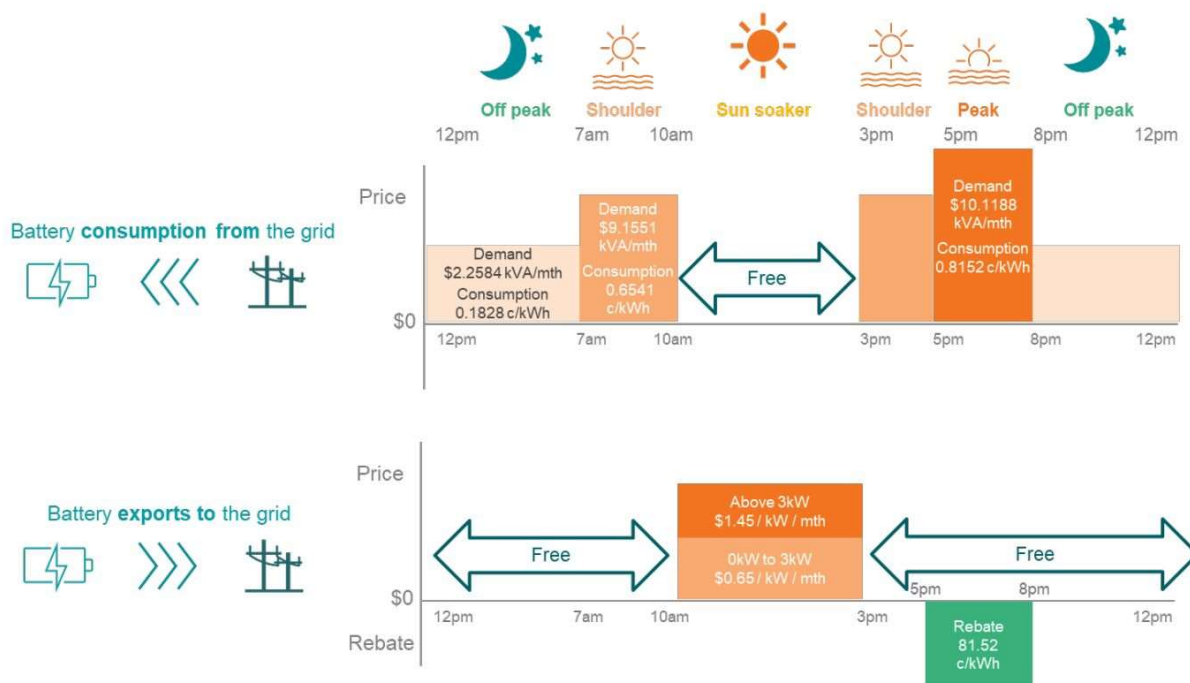 Off peak
Shoulder
Sun soaker
Shoulder
Peak
Off peak
12pm
7am
10am
3pm
5pm
8pm
12pm
Price
Battery consumption from the grid
Demand
$2.2584 kVA/mth
Consumption
0.1828 c/kWh
Demand
$9.1551
kVA/mth
Consumption
0.6541
c/kWh
Free
Demand
$10.1188
kVA/mth
Consumption
0.8152 c/kWh
$0
12pm
7am
10am
3pm
5pm
8pm
12pm
Price
Battery exports to the grid
Free
Above 3kW
$1.45 / kW / mth
0kW to 3kW
$0.65 / kW / mth
Free
5pm
8pm
$0
12pm
7am
10am
3pm
12pm
Rebate
Rebate
81.52
c/kWh